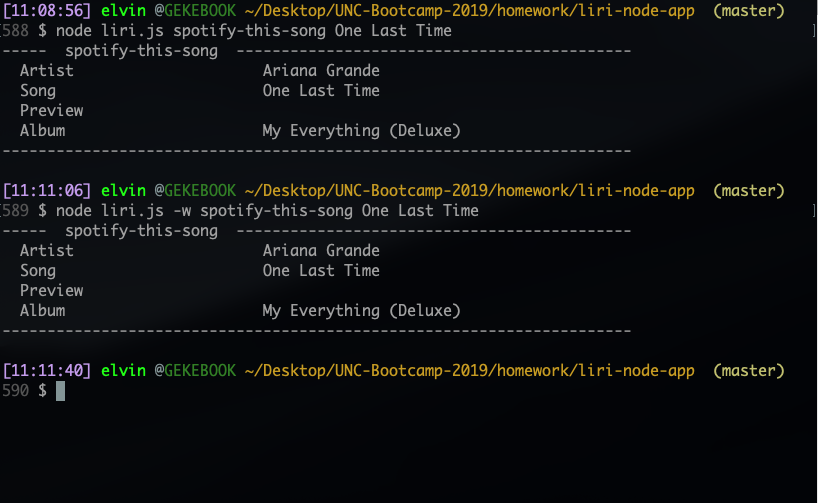 [11:08:56] elvin @GEKEBOOK ~/Desktop/UNC-Bootcamp-2019/homework/liri-node-app  (master)
[588 $ node liri.js spotify-this-song One Last Time ]
-----  spotify-this-song  --------------------------------------------
  Artist                     Ariana Grande
  Song                       One Last Time
  Preview
  Album                      My Everything (Deluxe)
----------------------------------------------------------------------
[11:11:06] elvin @GEKEBOOK ~/Desktop/UNC-Bootcamp-2019/homework/liri-node-app  (master)
[589 $ node liri.js -w spotify-this-song One Last Time ]
-----  spotify-this-song  --------------------------------------------
  Artist                     Ariana Grande
  Song                       One Last Time
  Preview
  Album                      My Everything (Deluxe)
----------------------------------------------------------------------
[11:11:40] elvin @GEKEBOOK ~/Desktop/UNC-Bootcamp-2019/homework/liri-node-app  (master)
590 $